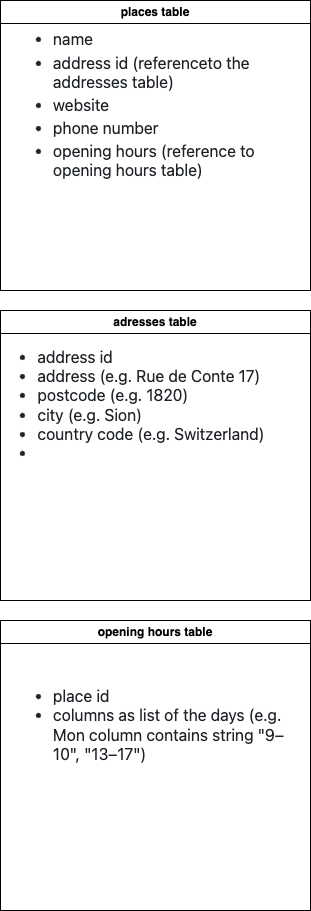 places table
• name
• address id (referenceto the
addresses table)
• website
• phone number
• opening hours (reference to
opening hours table)
adresses table
• address id
• address (e.g. Rue de Conte 17)
• postcode (e.g. 1820)
• city (e.g. Sion)
• country code (e.g. Switzerland)
•
opening hours table
• place id
• columns as list of the days (e.g.
Mon column contains string "9–
10", "13–17")